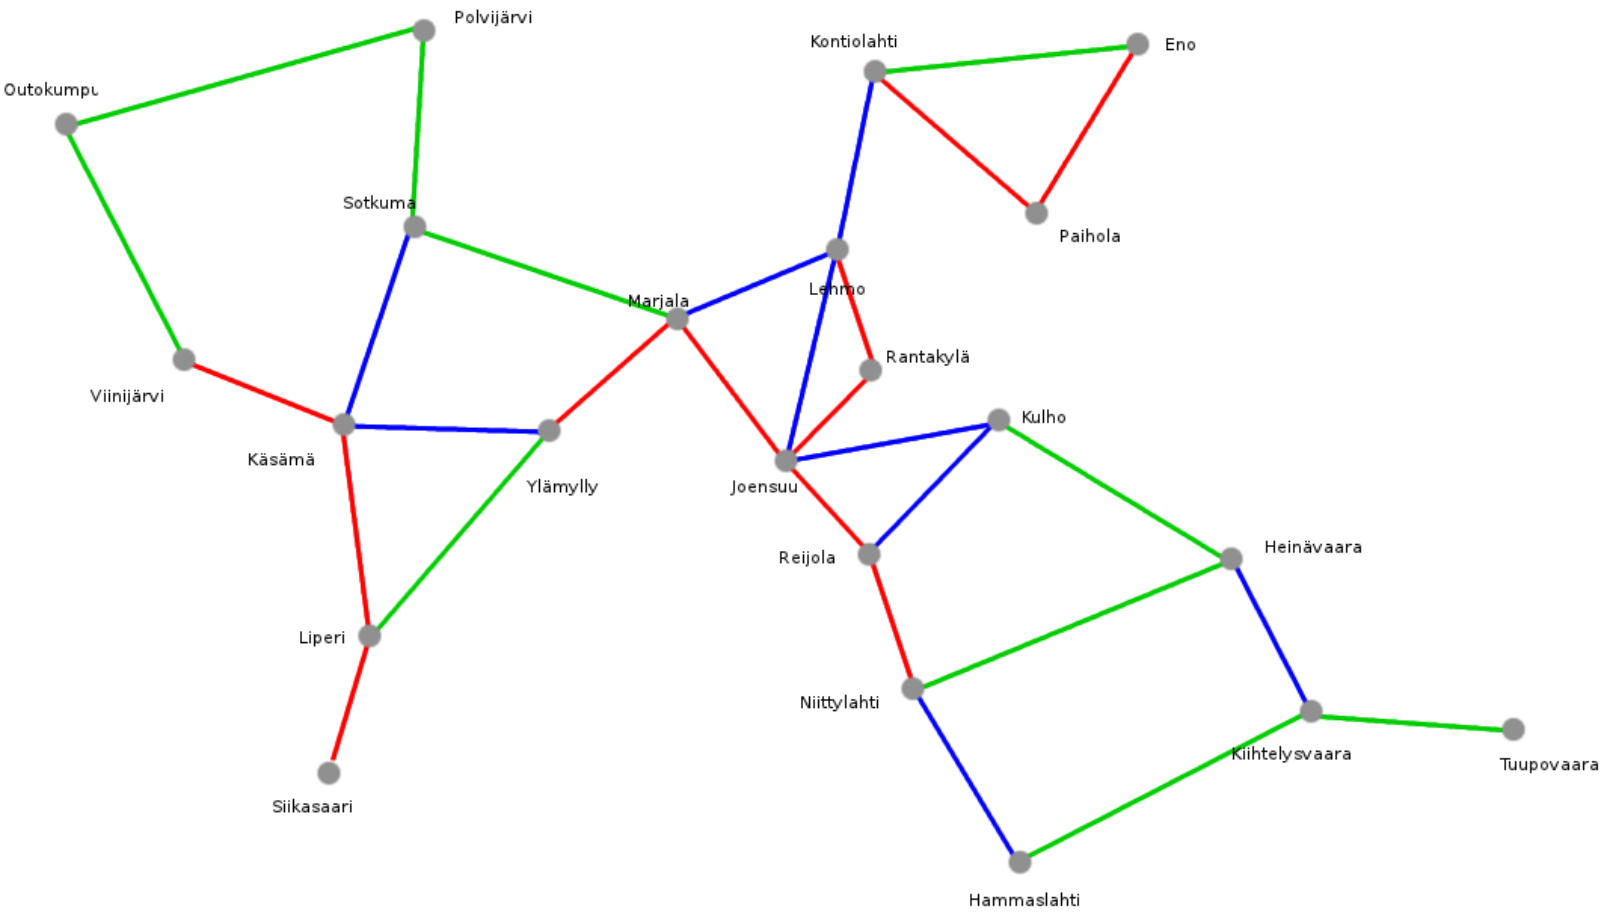 Polvijärvi
Kontiolahti
Eno
Outokumpu
Sotkuma
Paihola
Lehmo
Marjala
Rantakylä
Viinijärvi
Kulho
Käsämä
Ylämylly
Joensuu
Heinävaara
Reijola
Liperi
Niittylahti
Kiihtelysvaara
Tuupovaara
Siikasaari
Hammaslahti